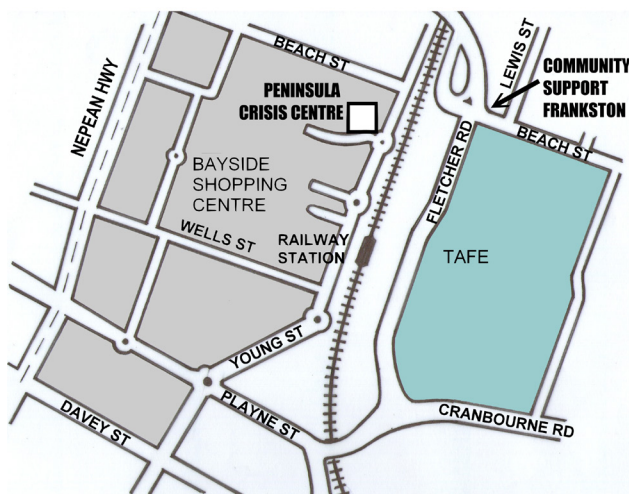 BEACH ST
LEWIS ST
COMMUNITY
SUPPORT
FRANKSTON
NEPEAN HWY
PENINSULA
CRISIS CENTRE
BEACH ST
FLETCHER RD
BAYSIDE
SHOPPING
CENTRE
WELLS ST
RAILWAY
STATION
TAFE
YOUNG ST
PLAYNE ST
DAVEY ST
CRANBOURNE RD